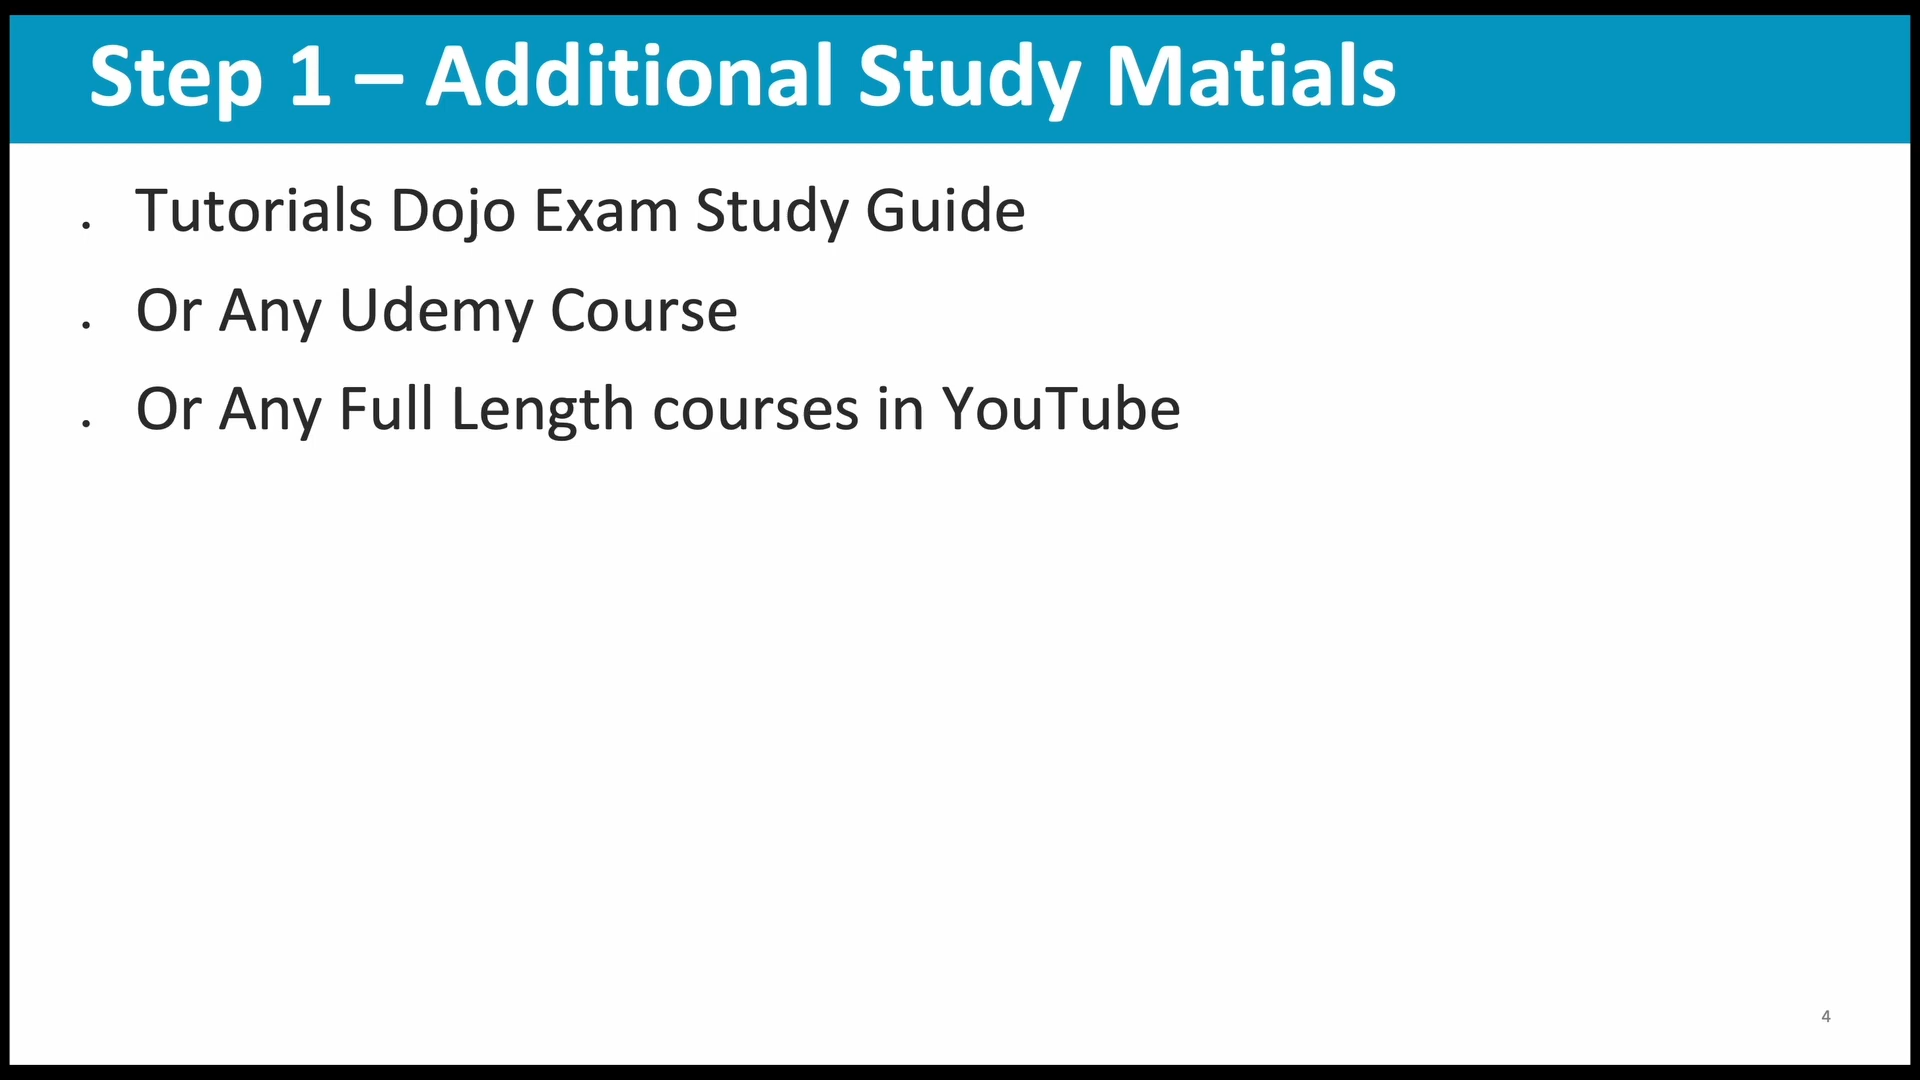 Step 1 – Additional Study Matials
. Tutorials Dojo Exam Study Guide
. Or Any Udemy Course
. Or Any Full Length courses in YouTube
4